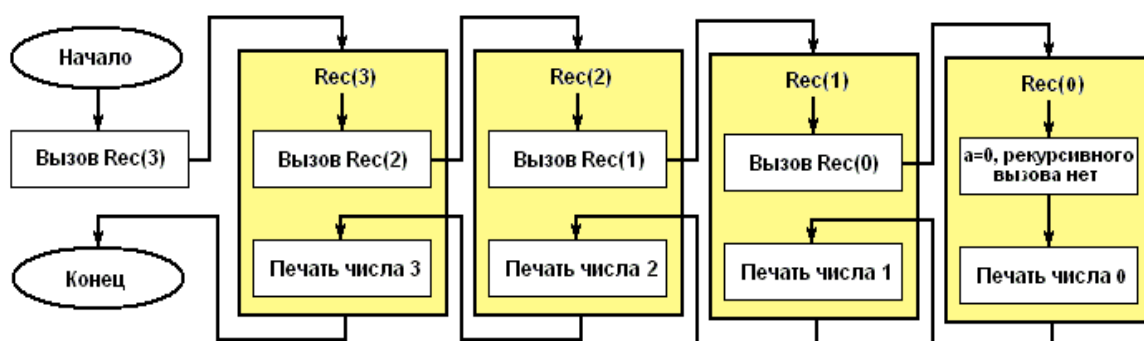 Начало
Вызов Rec(3)
Конец
Rec(3)
Вызов Rec(2)
Печать числа 3
Rec(2)
Вызов Rec(1)
Печать числа 2
Rec(1)
Вызов Rec(0)
Печать числа 1
Rec(0)
a=0, рекурсивного
вызова нет
Печать числа 0